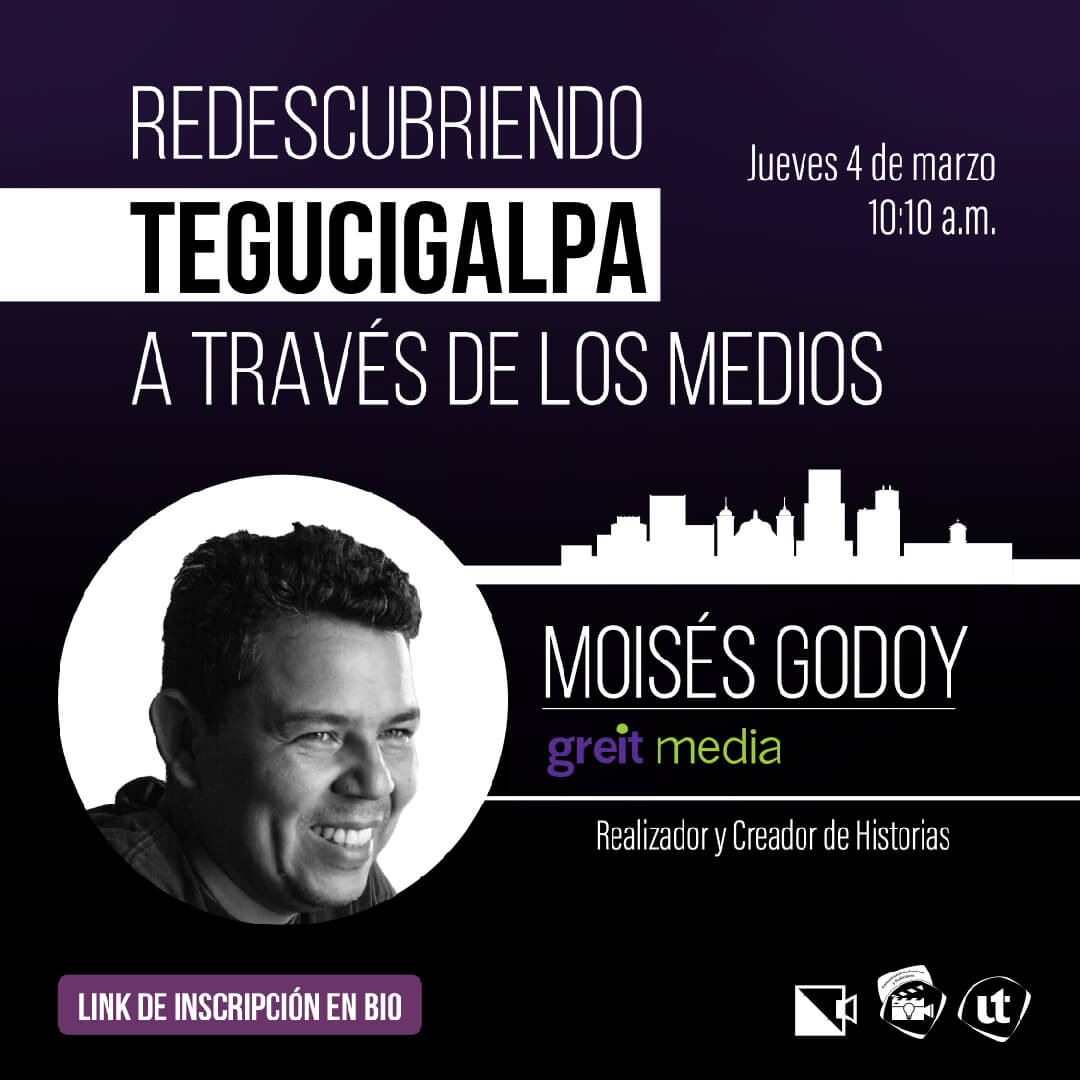 REDESCUBRIENDO
TEGUCIGALPA
A TRAVÉS DE LOS MEDIOS
Jueves 4 de marzo
10:10 a.m.
MOISÉS GODOY
greit media
Realizador y Creador de Historias
LINK DE INSCRIPCIÓN EN BIO
ut